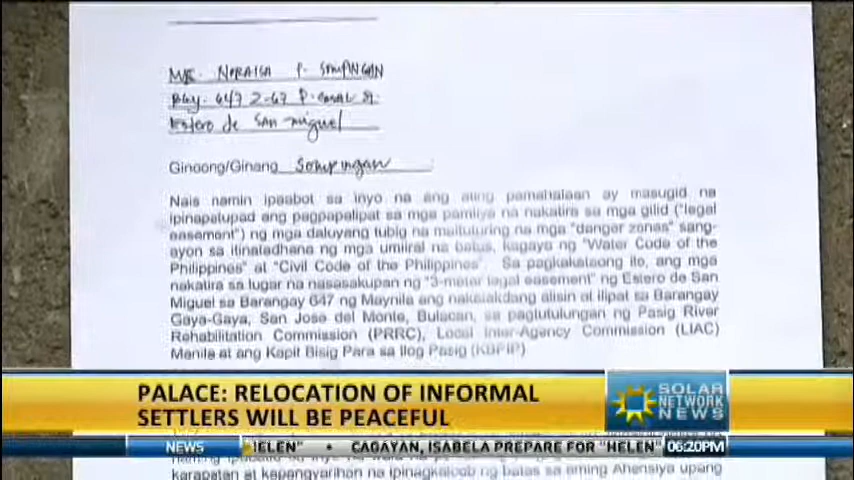 MR. NORAISA P. SOMPINGAN
Bgy. 647 Z-67 P. Casal St.
Estero de San Miguel
Ginoong/Ginang Sompingan
Nais namin ipaabot sa inyo na ang ating pamahalaan ay masugid na
ipinapatupad ang pagpapalipat sa mga pamilya na nakatira sa mga gilid ("legal
easement") ng mga daluyang tubig na maituturing na mga "danger zones" sang-
ayon sa itinatadhana ng mga umiiral na batas, kagaya ng "Water Code of the
Philippines" at "Civil Code of the Philippines". Sa pagkakataong ito, ang mga
nakatira sa lugar na nasasakupan ng "3-meter legal easement" ng Estero de San
Miguel sa Barangay 647 ng Maynila ang nakatakdang alisin at ilipat sa Barangay
Gaya-Gaya, San Jose del Monte, Bulacan, sa pagtutulungan ng Pasig River
Rehabilitation Commission (PRRC), Local Inter-Agency Commission (LIAC)
Manila at ang Kapit Bisig Para sa Ilog Pasig (KBPIP)
PALACE: RELOCATION OF INFORMAL
SETTLERS WILL BE PEACEFUL
SOLAR
NETWORK
NEWS
NEWS IELEN" • CAGAYAN, ISABELA PREPARE FOR "HELEN" 06:20PM
karapatan at kapangyarihan na ipinagkaloob ng batas sa aming Ahensiya upang